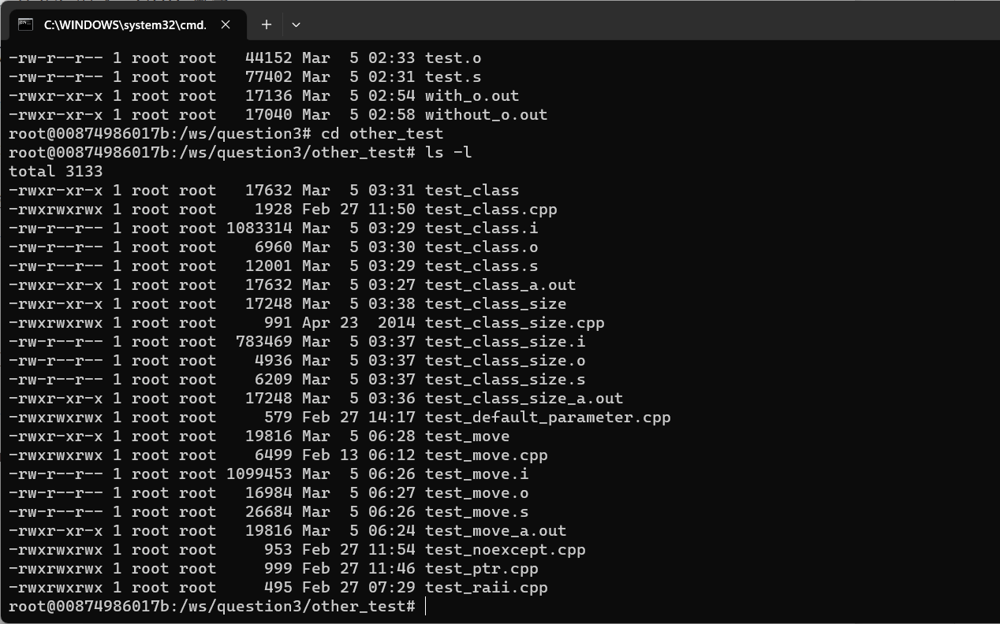 C:\WINDOWS\system32\cmd.
-rw-r--r-- 1 root root   44152 Mar  5 02:33 test.o
-rw-r--r-- 1 root root   77402 Mar  5 02:31 test.s
-rwxr-xr-x 1 root root   17136 Mar  5 02:54 with_o.out
-rwxr-xr-x 1 root root   17040 Mar  5 02:58 without_o.out
root@00874986017b:/ws/question3# cd other_test
root@00874986017b:/ws/question3/other_test# ls -l
total 3133
-rwxr-xr-x 1 root root   17632 Mar  5 03:31 test_class
-rwxrwxrwx 1 root root    1928 Feb 27 11:50 test_class.cpp
-rw-r--r-- 1 root root 1083314 Mar  5 03:29 test_class.i
-rw-r--r-- 1 root root    6960 Mar  5 03:30 test_class.o
-rw-r--r-- 1 root root   12001 Mar  5 03:29 test_class.s
-rwxr-xr-x 1 root root   17632 Mar  5 03:27 test_class_a.out
-rwxr-xr-x 1 root root   17248 Mar  5 03:38 test_class_size
-rwxrwxrwx 1 root root     991 Apr 23  2014 test_class_size.cpp
-rw-r--r-- 1 root root  783469 Mar  5 03:37 test_class_size.i
-rw-r--r-- 1 root root    4936 Mar  5 03:37 test_class_size.o
-rw-r--r-- 1 root root    6209 Mar  5 03:37 test_class_size.s
-rwxr-xr-x 1 root root   17248 Mar  5 03:36 test_class_size_a.out
-rwxrwxrwx 1 root root     579 Feb 27 14:17 test_default_parameter.cpp
-rwxr-xr-x 1 root root   19816 Mar  5 06:28 test_move
-rwxrwxrwx 1 root root    6499 Feb 13 06:12 test_move.cpp
-rw-r--r-- 1 root root 1099453 Mar  5 06:26 test_move.i
-rw-r--r-- 1 root root   16984 Mar  5 06:27 test_move.o
-rw-r--r-- 1 root root   26684 Mar  5 06:26 test_move.s
-rwxr-xr-x 1 root root   19816 Mar  5 06:24 test_move_a.out
-rwxrwxrwx 1 root root     953 Feb 27 11:54 test_noexcept.cpp
-rwxrwxrwx 1 root root     999 Feb 27 11:46 test_ptr.cpp
-rwxrwxrwx 1 root root     495 Feb 27 07:29 test_raii.cpp
root@00874986017b:/ws/question3/other_test#